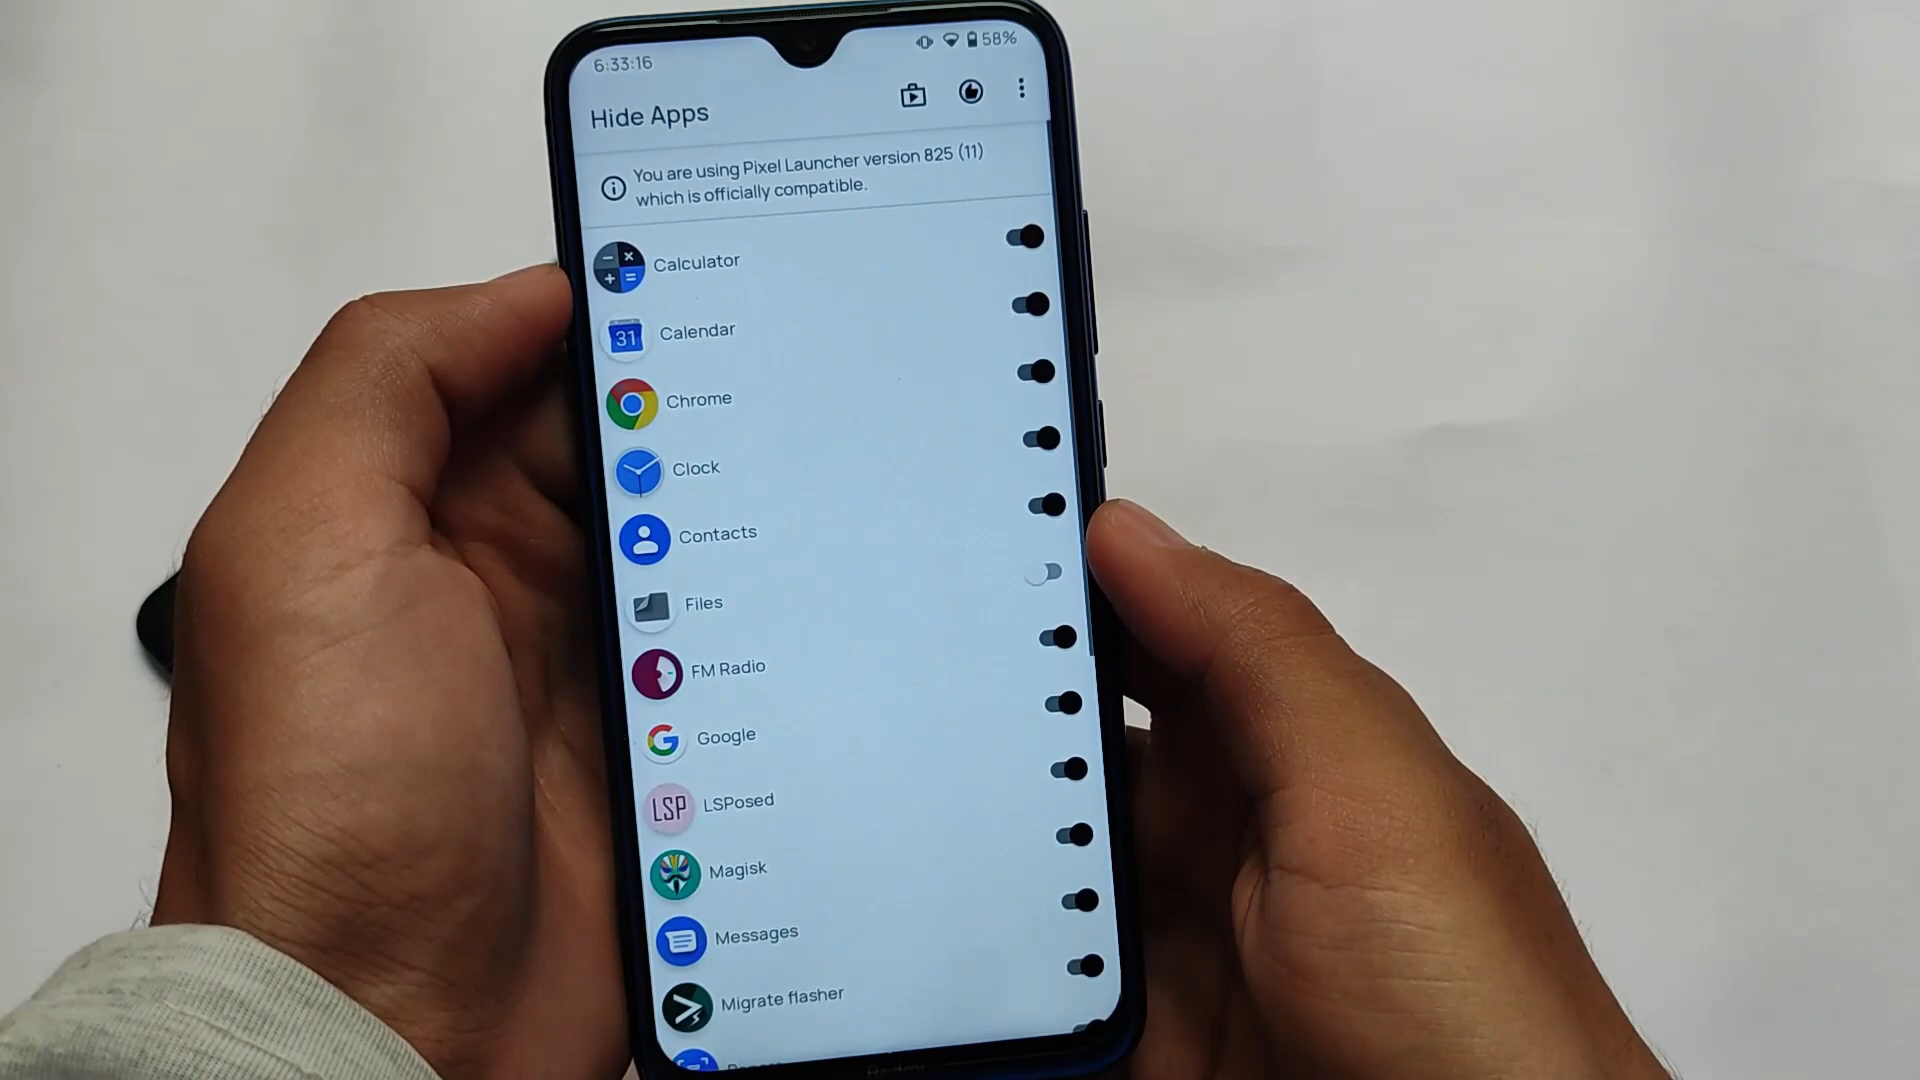 6:33:16
58%
Hide Apps
You are using Pixel Launcher version 825 (11)
which is officially compatible.
Calculator
31
Calendar
Chrome
Clock
Contacts
Files
FM Radio
G
Google
LSP
LSPosed
Magisk
Messages
Migrate flasher
Redmi